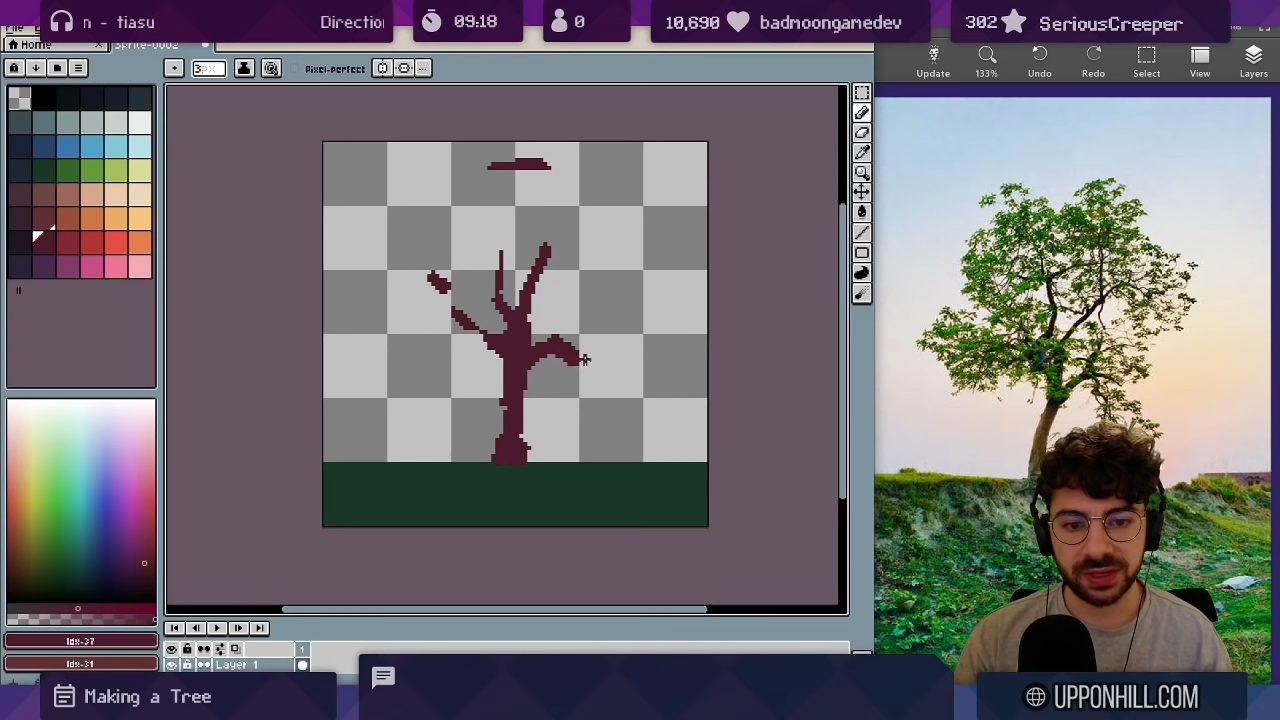 n - tiasu
Directio
09:18
0
10,690
badmoongamedev
302
SeriousCreeper
Home
Sprite-0002
3px
Pixel-perfect
Update
133%
Undo
Redo
Select
View
Layers
Idx-37
Idx-31
1
Layer 1
Making a Tree
UPPONHILL.COM